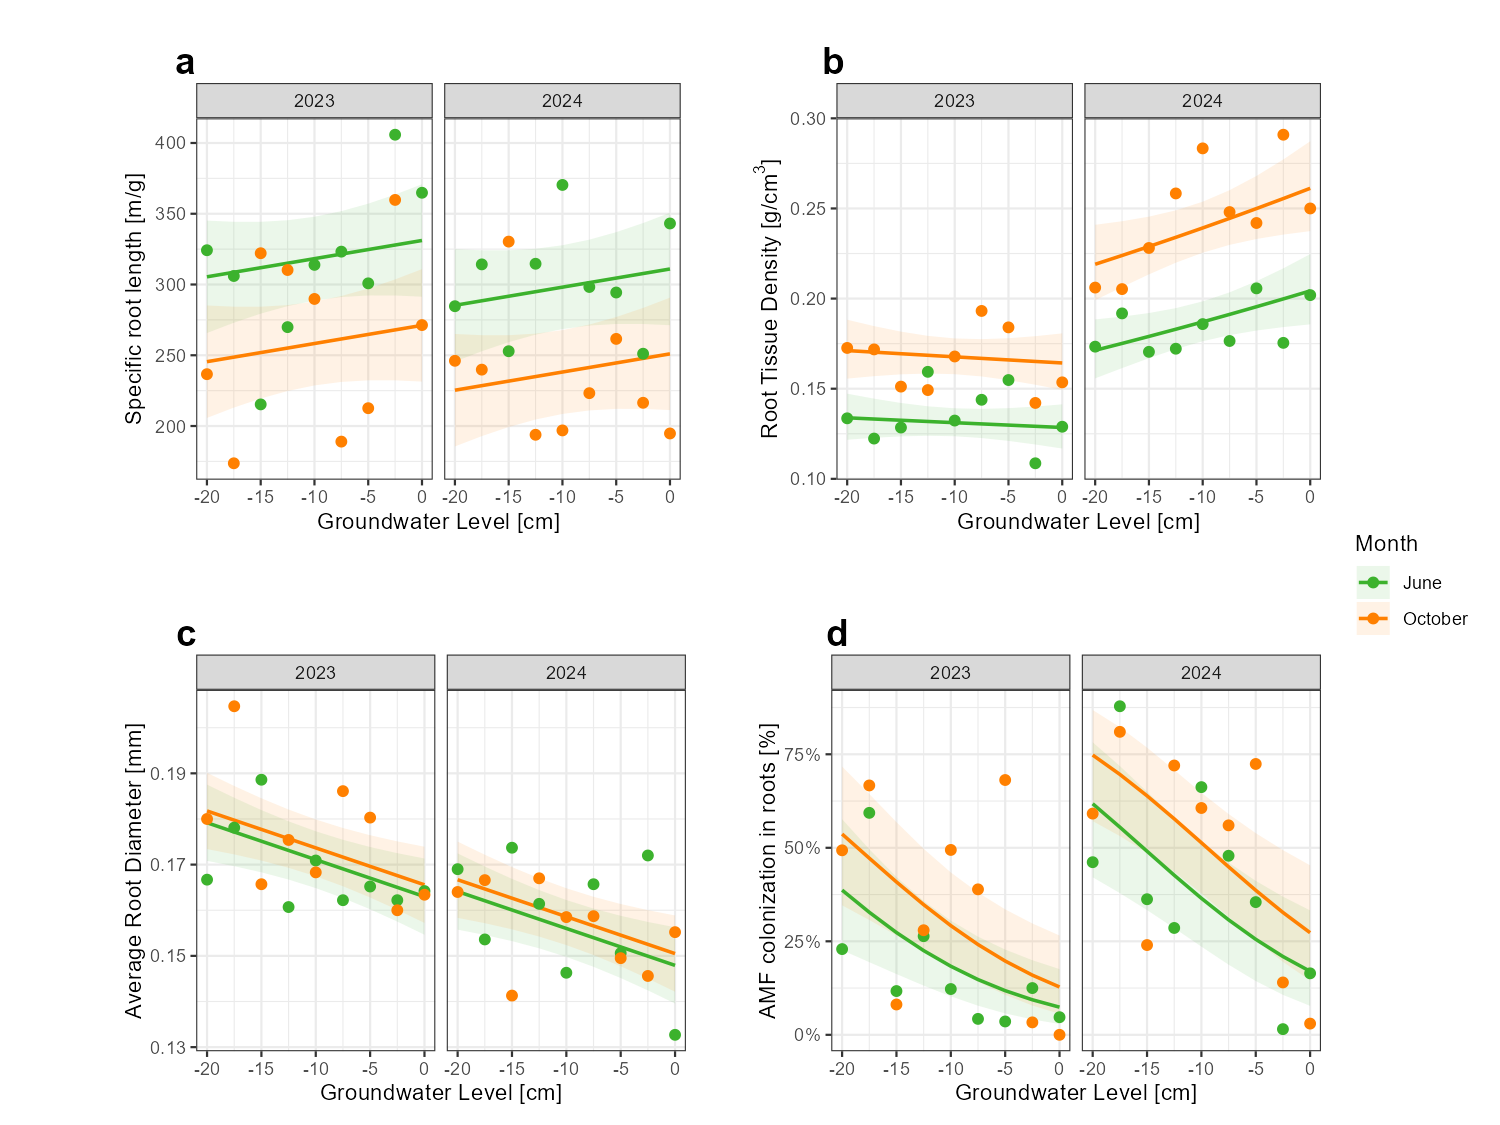 a
2023 2024
Specific root length [m/g]
400
350
300
250
200
-20 -15 -10 -5 0 -20 -15 -10 -5 0
Groundwater Level [cm]
b
2023 2024
Root Tissue Density [g/cm³]
0.30
0.25
0.20
0.15
0.10
-20 -15 -10 -5 0 -20 -15 -10 -5 0
Groundwater Level [cm]
Month
June
October
c
2023 2024
Average Root Diameter [mm]
0.19
0.17
0.15
0.13
-20 -15 -10 -5 0 -20 -15 -10 -5 0
Groundwater Level [cm]
d
2023 2024
AMF colonization in roots [%]
75%
50%
25%
0%
-20 -15 -10 -5 0 -20 -15 -10 -5 0
Groundwater Level [cm]